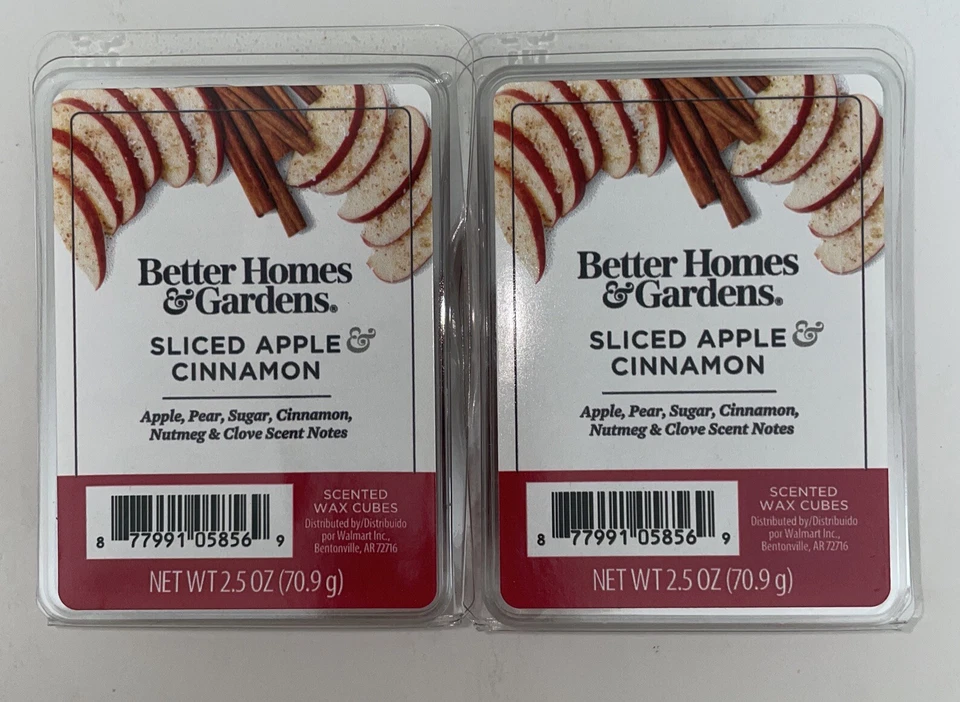 Better Homes
& Gardens®
SLICED APPLE &
CINNAMON
Apple, Pear, Sugar, Cinnamon,
Nutmeg & Clove Scent Notes
8 77991 05856 9
SCENTED
WAX CUBES
Distributed by/Distribuido
por Walmart Inc.,
Bentonville, AR 72716
NET WT 2.5 OZ (70.9 g)
Better Homes
& Gardens®
SLICED APPLE &
CINNAMON
Apple, Pear, Sugar, Cinnamon,
Nutmeg & Clove Scent Notes
8 77991 05856 9
SCENTED
WAX CUBES
Distributed by/Distribuido
por Walmart Inc.,
Bentonville, AR 72716
NET WT 2.5 OZ (70.9 g)